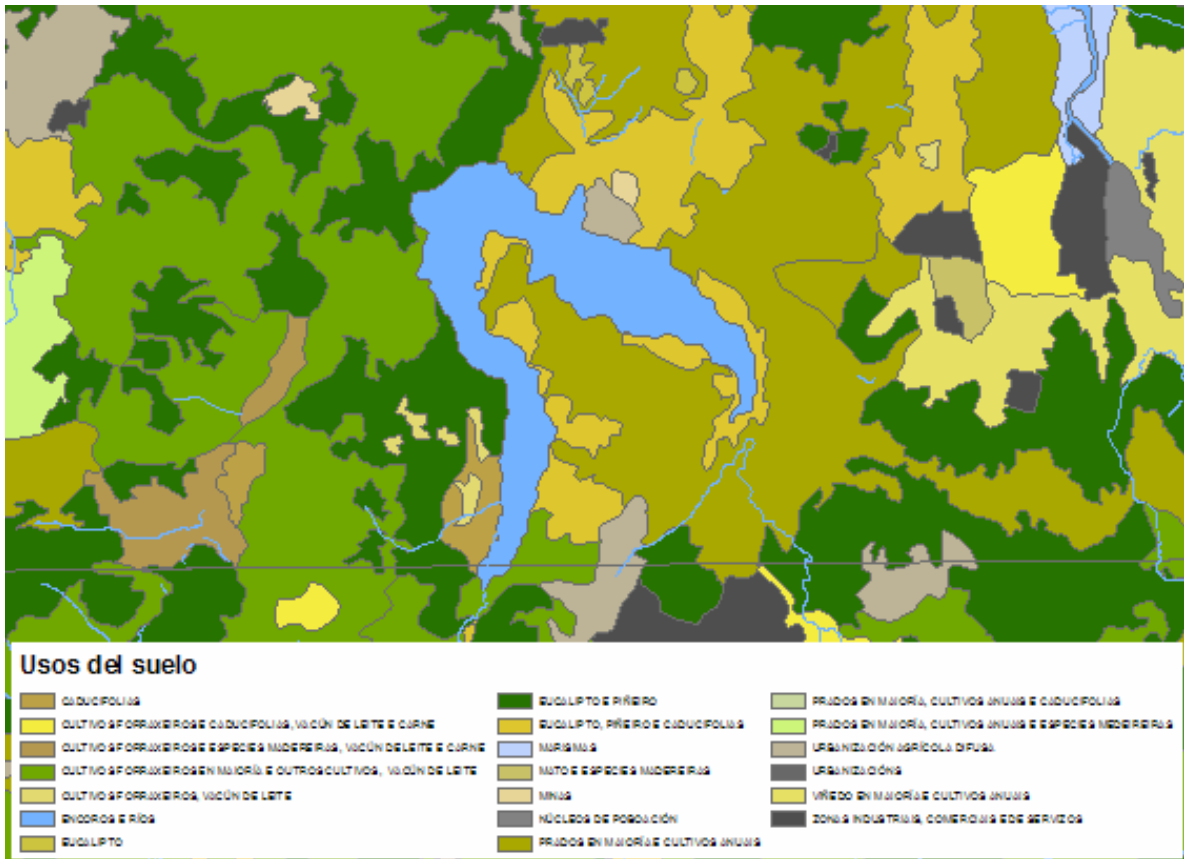 Usos del suelo
CADUCIFOLIAS
CULTIVOS FORRAXEIROS E CADUCIFOLIAS, VACÚN DE LEITE E CARNE
CULTIVOS FORRAXEIROS E ESPECIES MADEREIRAS, VACÚN DE LEITE E CARNE
CULTIVOS FORRAXEIROS EN MAIORÍA E OUTROS CULTIVOS, VACÚN DE LEITE
CULTIVOS FORRAXEIROS, VACÚN DE LEITE
ENCOROS E RÍOS
EUCALIPTO
EUCALIPTO E PIÑEIRO
EUCALIPTO, PIÑEIRO E CADUCIFOLIAS
MARISMAS
MATO E ESPECIES MADEREIRAS
MINAS
NÚCLEOS DE POBOACIÓN
PRADOS EN MAIORÍA E CULTIVOS ANUAIS
PRADOS EN MAIORÍA, CULTIVOS ANUAIS E CADUCIFOLIAS
PRADOS EN MAIORÍA, CULTIVOS ANUAIS E ESPECIES MEDEIREIRAS
URBANIZACIÓN AGRÍCOLA DIFUSA
URBANIZACIÓNS
VIÑEDO EN MAIORÍA E CULTIVOS ANUAIS
ZONAS INDUSTRIAIS, COMERCIAIS E DE SERVIZOS